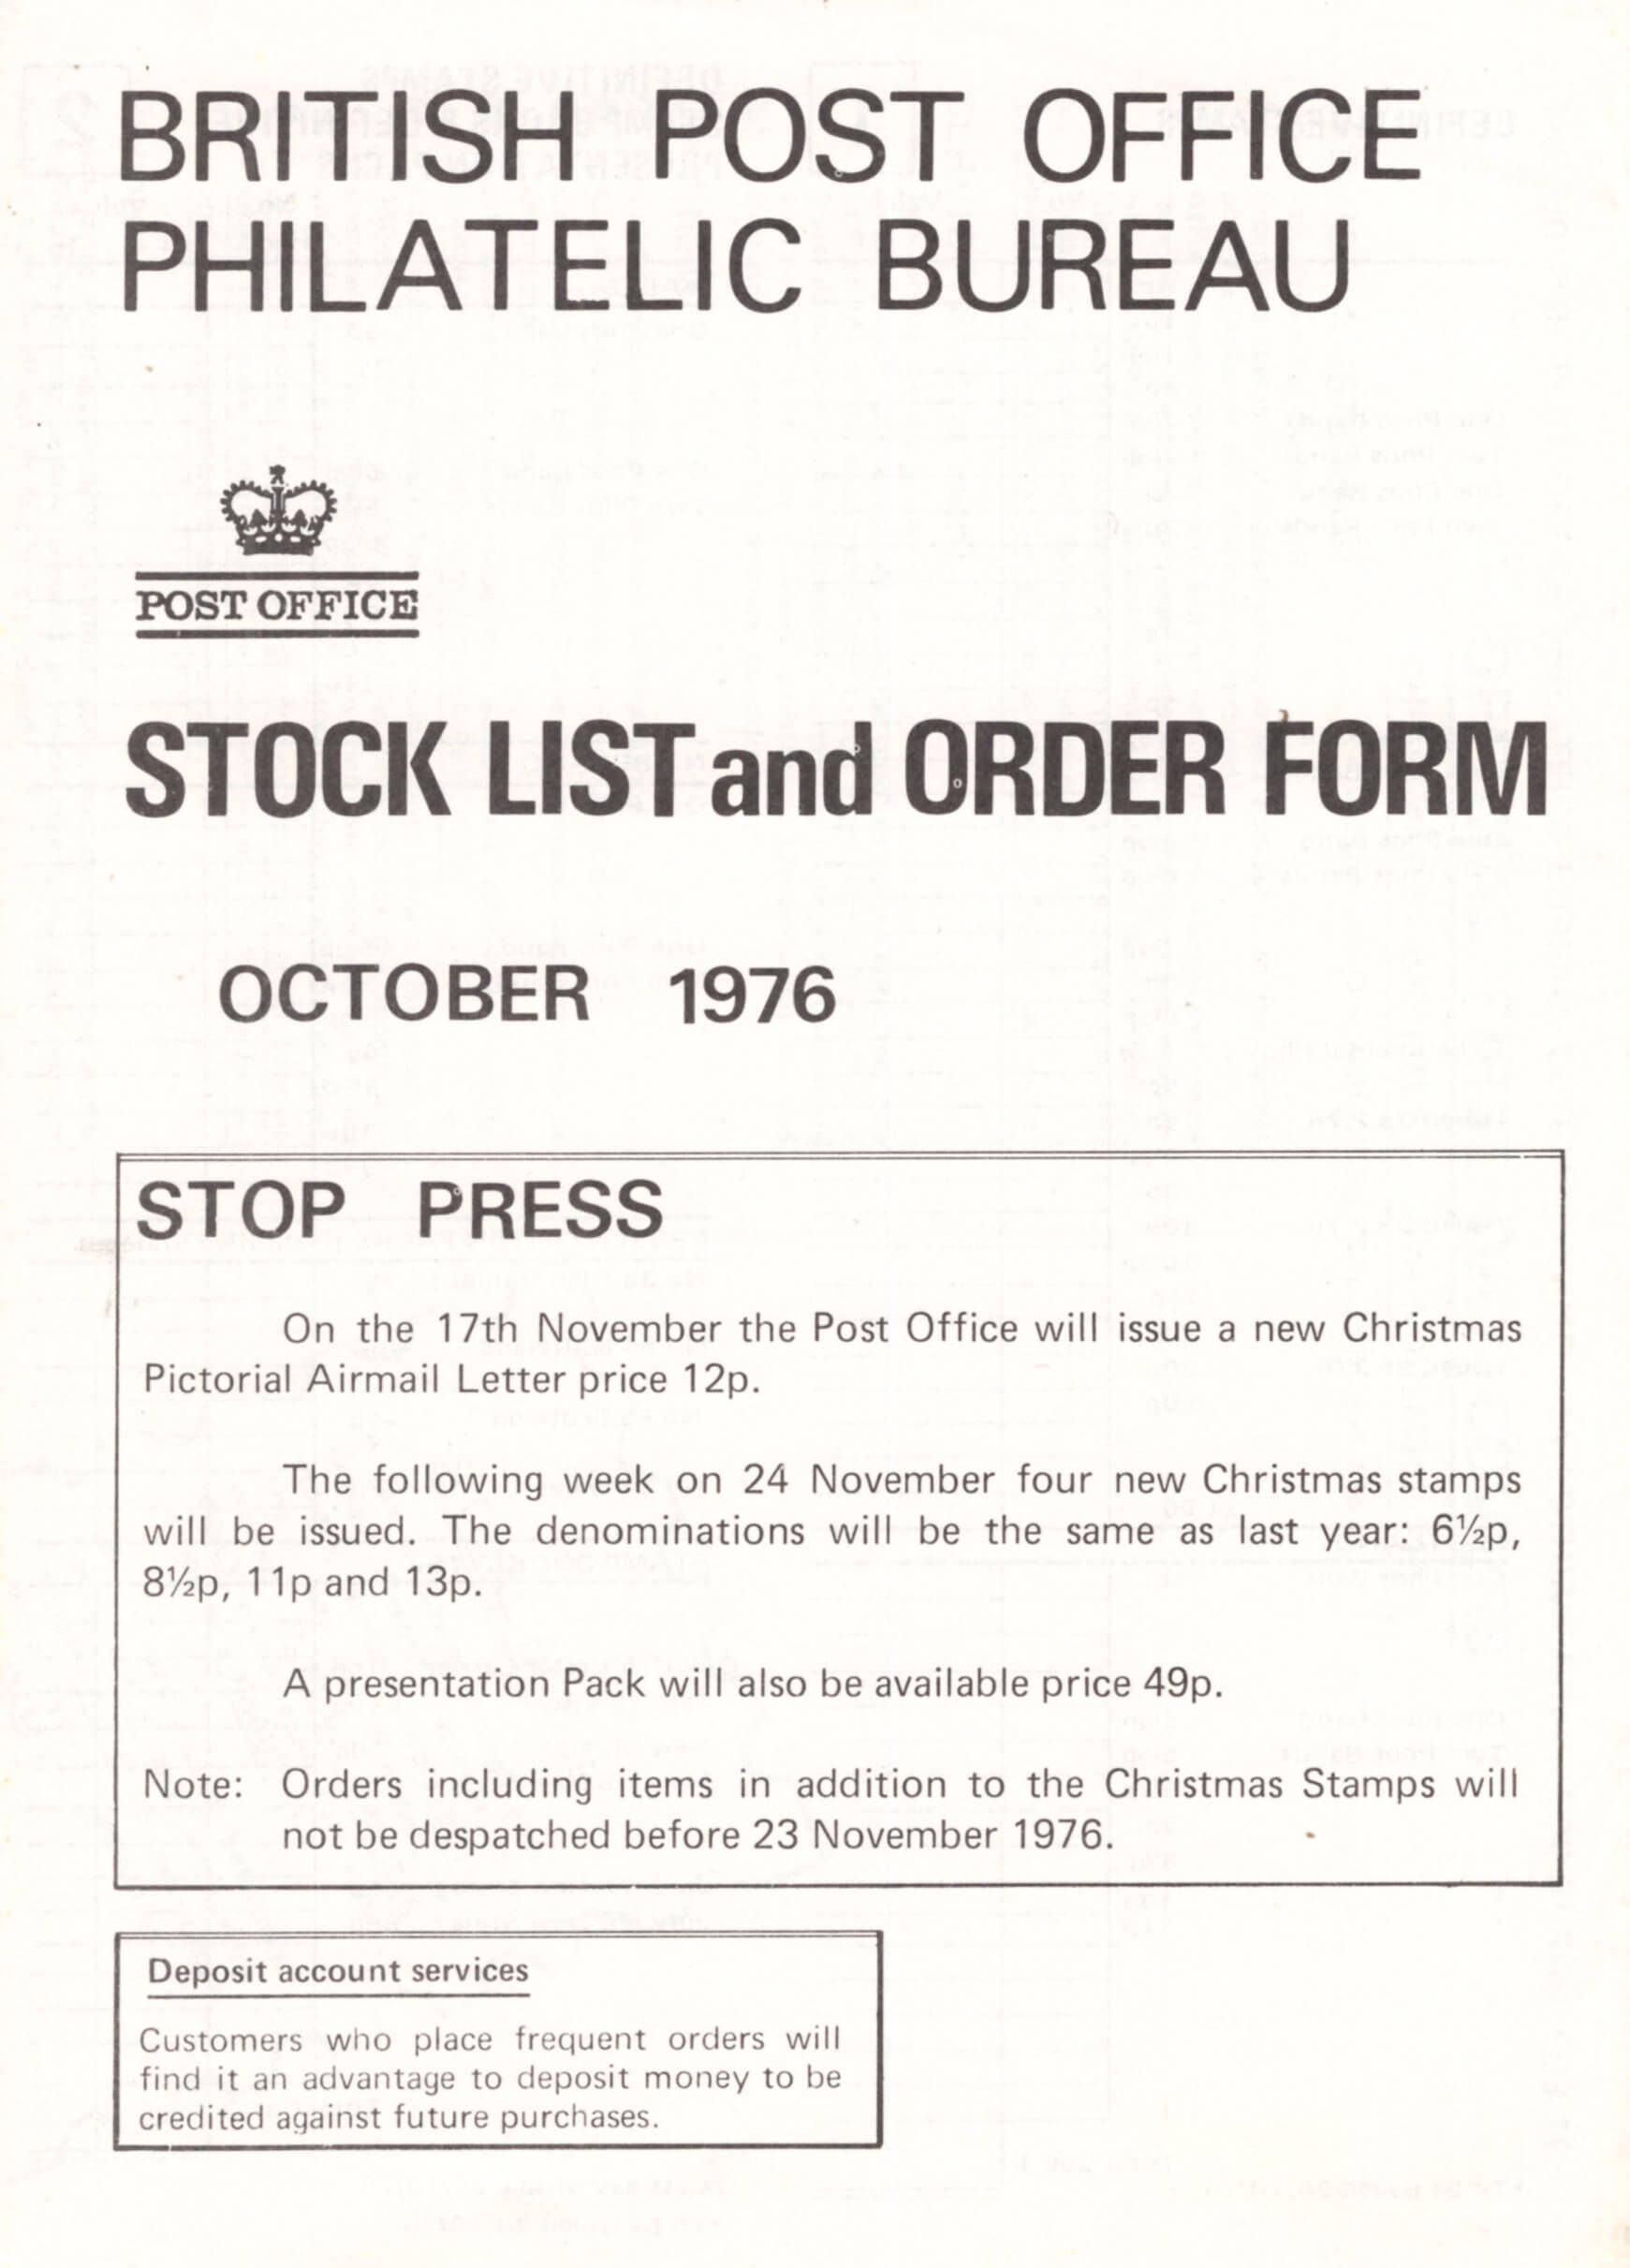 BRITISH POST OFFICE
PHILATELIC BUREAU
POST OFFICE
STOCK LIST and ORDER FORM
OCTOBER 1976
STOP PRESS
On the 17th November the Post Office will issue a new Christmas
Pictorial Airmail Letter price 12p.
The following week on 24 November four new Christmas stamps
will be issued. The denominations will be the same as last year: 6½p,
8½p, 11p and 13p.
A presentation Pack will also be available price 49p.
Note: Orders including items in addition to the Christmas Stamps will
not be despatched before 23 November 1976.
Deposit account services
Customers who place frequent orders will
find it an advantage to deposit money to be
credited against future purchases.